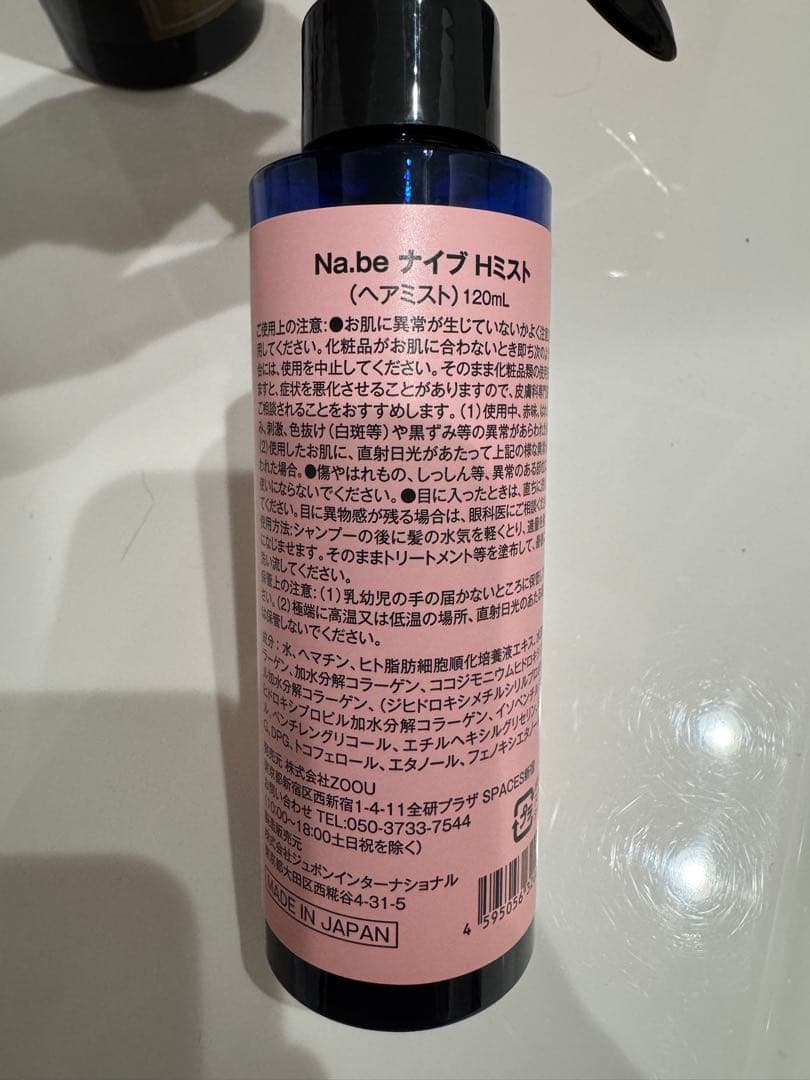 Na.be ナイブ Hミスト
(ヘアミスト)120mL
ご使用上の注意:●お肌に異常が生じていないかよく注意
用してください。化粧品がお肌に合わないとき即ち次のよ
合には、使用を中止してください。そのまま化粧品類の使用
ますと、症状を悪化させることがありますので、皮膚科専
ご相談されることをおすすめします。(1)使用中、赤味、はれ
み、刺激、色抜け(白斑等)や黒ずみ等の異常があらわれた
(2)使用したお肌に、直射日光があたって上記の様な異常
われた場合。●傷やはれもの、しっしん等、異常のある部位
使いにならないでください。●目に入ったときは、直ちに洗
てください。目に異物感が残る場合は、眼科医にご相談くだ
使用方法:シャンプーの後に髪の水気を軽くとり、適量を
になじませます。そのままトリートメント等を塗布して、
洗い流してください。
保管上の注意:(1)乳幼児の手の届かないところに保管
さい。(2)極端に高温又は低温の場所、直射日光のあたる
は保管しないでください。
成分:水、ヘマチン、ヒト脂肪細胞順化培養液エキス、
ラーゲン、加水分解コラーゲン、ココジモニウムヒドロキシ
ル加水分解コラーゲン、(ジヒドロキシメチルシリルプロ
ヒドロキシプロピル加水分解コラーゲン、イソペンチル
ル、ペンチレングリコール、エチルヘキシルグリセリン、
G、DPG、トコフェロール、エタノール、フェノキシエタノー
発売元 株式会社ZOOU
東京都新宿区西新宿1-4-11全研プラザ SPACES新宿
お問い合わせ TEL:050-3733-7544
(10:00~18:00土日祝を除く)
製造販売元
株式会社ジュポンインターナショナル
東京都大田区西糀谷4-31-5
MADE IN JAPAN